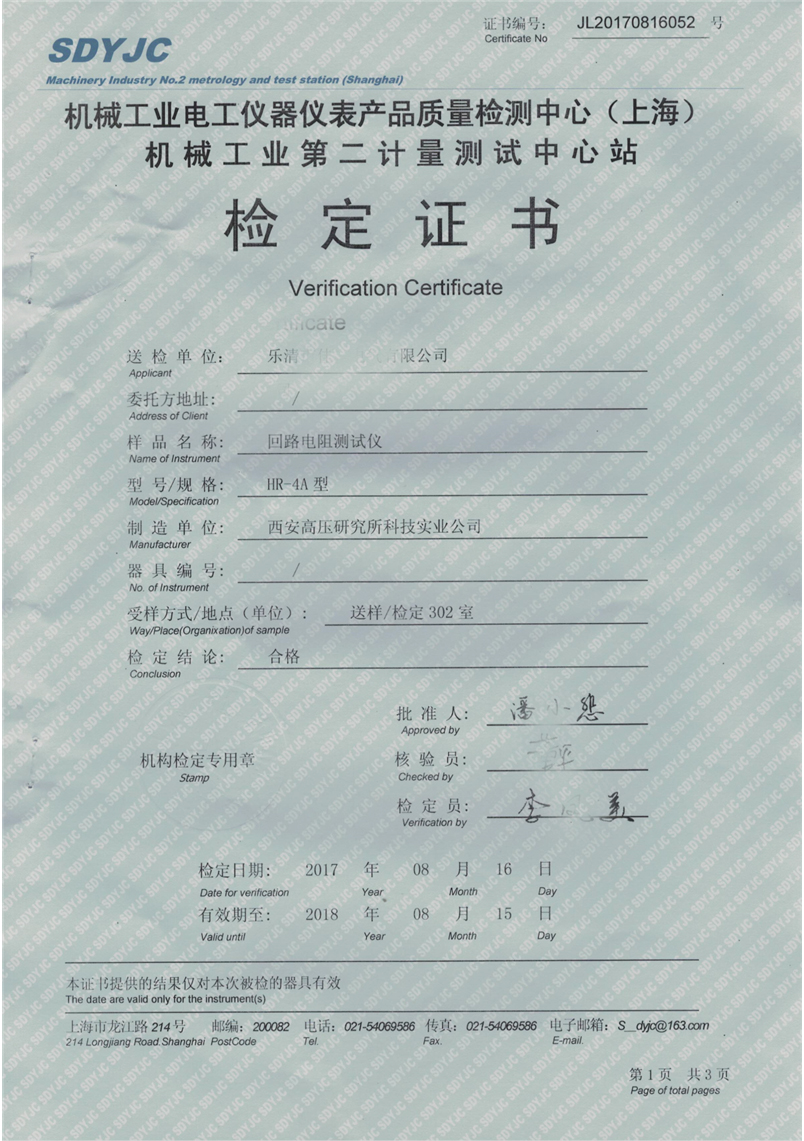 证书编号： JL20170816052 号
Certificate No
SDYJC
Machinery Industry No.2 metrology and test station (Shanghai)
机械工业电工仪器仪表产品质量检测中心（上海）
机械工业第二计量测试中心站
检定证书
Verification Certificate
送检单位： 乐清 有限公司
Applicant
委托方地址： /
Address of Client
样品名称： 回路电阻测试仪
Name of Instrument
型号/规格： HR-4A 型
Model/Specification
制造单位： 西安高压研究所科技实业公司
Manufacturer
器具编号： /
No. of Instrument
受样方式/地点（单位）： 送样/检定 302 室
Way/Place(Organixation)of sample
检定结论： 合格
Conclusion
批准人： 潘小
Approved by
机构检定专用章
核验员：
Stamp
Checked by
检定员： 李 美
Verification by
检定日期： 2017 年 08 月 16 日
Date for verification Year Month Day
有效期至： 2018 年 08 月 15 日
Valid until Year Month Day
本证书提供的结果仅对本次被检的器具有效
The date are valid only for the instrument(s)
上海市龙江路 214 号 邮编：200082 电话：021-54069586 传真：021-54069586 电子邮箱：S_dyjc@163.com
214 Longjiang Road.Shanghai PostCode Tel. Fax. E-mail.
第 1 页 共 3 页
Page of total pages